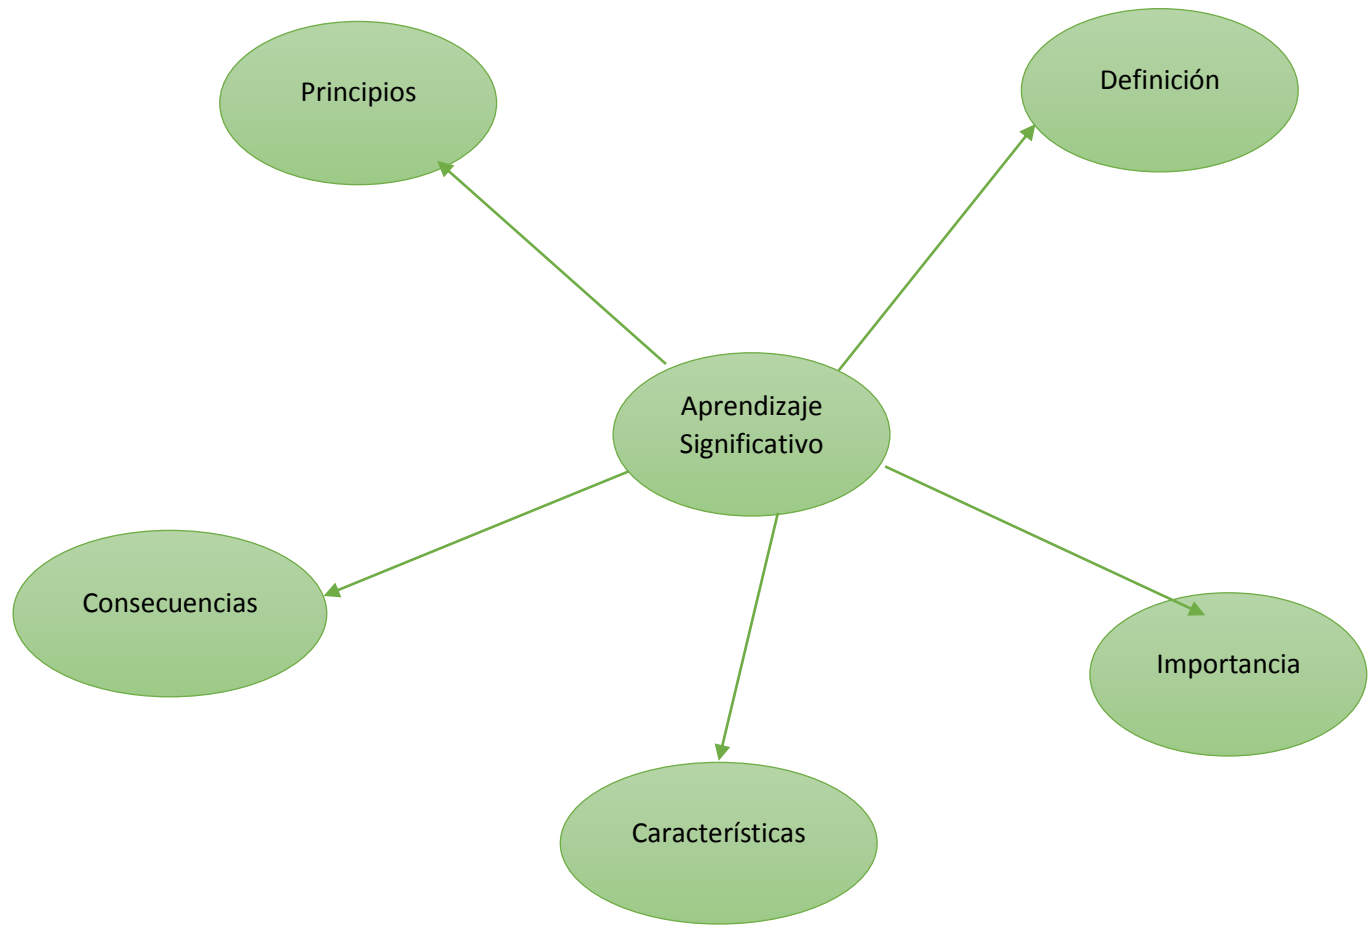 Principios
Definición
Aprendizaje
Significativo
Consecuencias
Importancia
Características